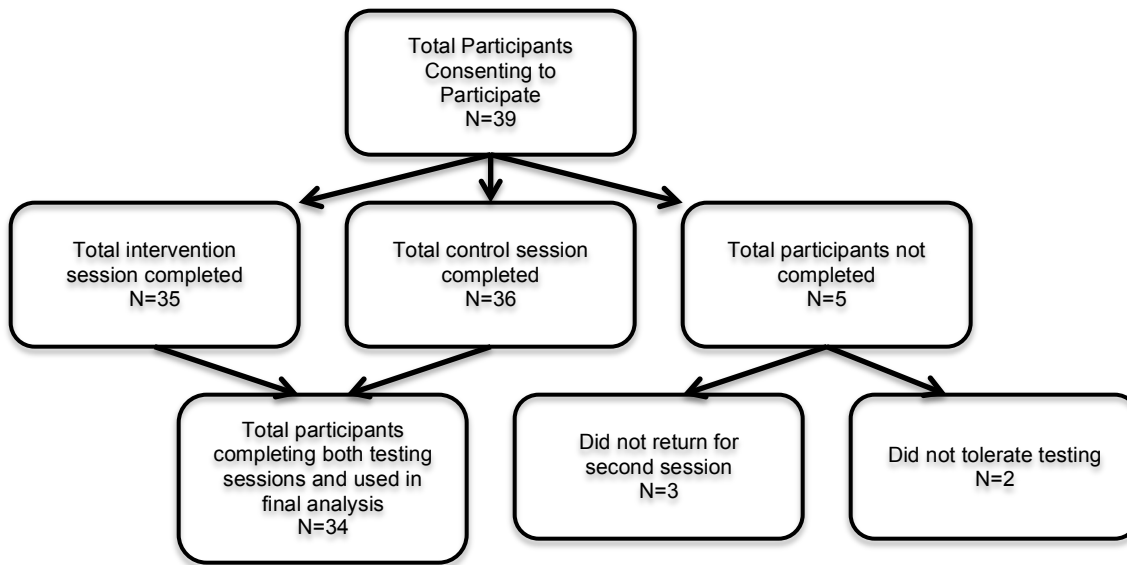 Total Participants
Consenting to
Participate
N=39
Total intervention
session completed
N=35
Total control session
completed
N=36
Total participants not
completed
N=5
Total participants
completing both testing
sessions and used in
final analysis
N=34
Did not return for
second session
N=3
Did not tolerate testing
N=2